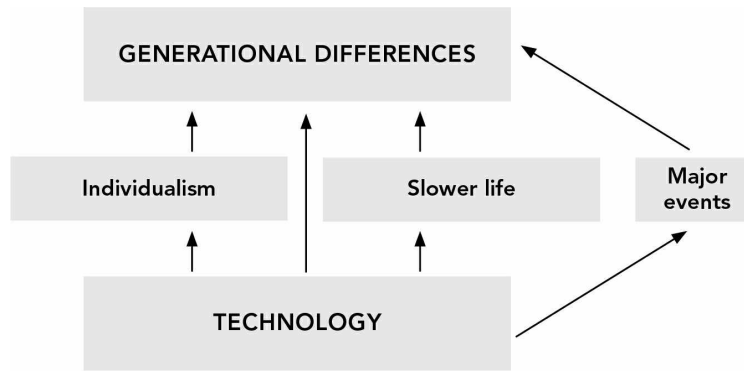 GENERATIONAL DIFFERENCES
Individualism
Slower life
Major
events
TECHNOLOGY